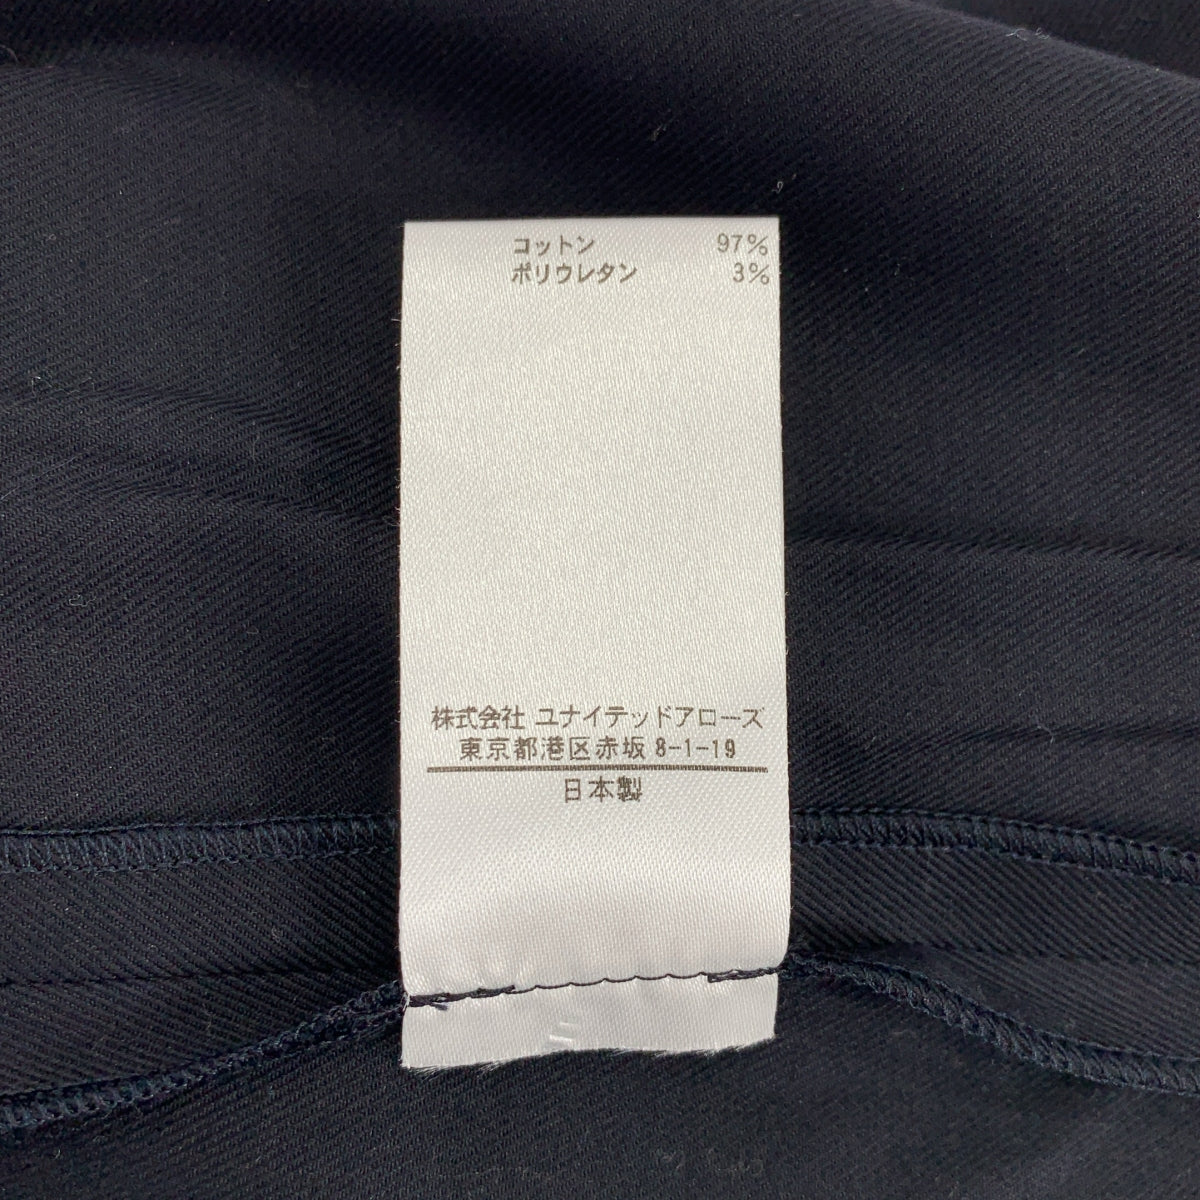 コットン 97%
ポリウレタン 3%
株式会社 ユナイテッドアローズ
東京都港区赤坂 8-1-19
日本製